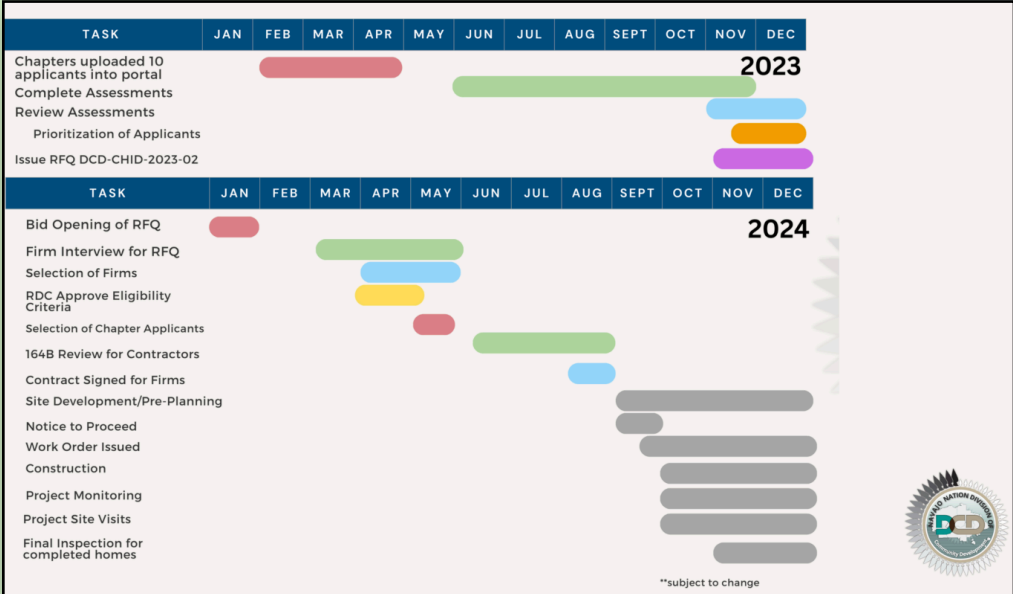 TASK JAN FEB MAR APR MAY JUN JUL AUG SEPT OCT NOV DEC
2023
Chapters uploaded 10
applicants into portal
Complete Assessments
Review Assessments
Prioritization of Applicants
Issue RFQ DCD-CHID-2023-02
TASK JAN FEB MAR APR MAY JUN JUL AUG SEPT OCT NOV DEC
2024
Bid Opening of RFQ
Firm Interview for RFQ
Selection of Firms
RDC Approve Eligibility
Criteria
Selection of Chapter Applicants
164B Review for Contractors
Contract Signed for Firms
Site Development/Pre-Planning
Notice to Proceed
Work Order Issued
Construction
Project Monitoring
Project Site Visits
Final Inspection for
completed homes
**subject to change
NAVAJO NATION DIVISION OF
DCD
Community Development